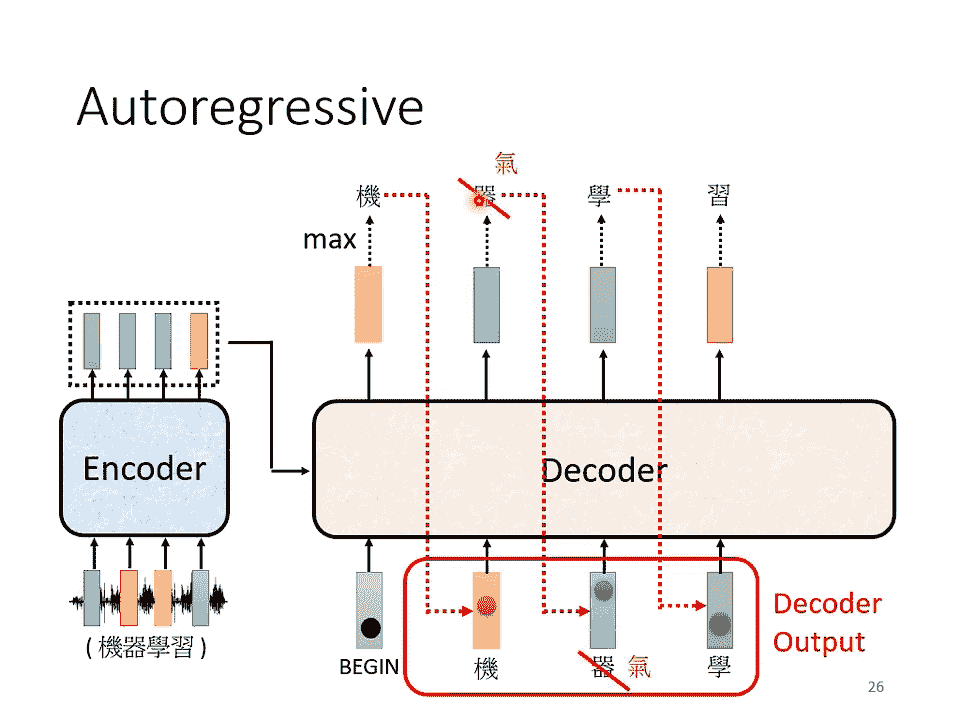 Autoregressive
氣
機 器 學 習
max
Encoder
Decoder
( 機器學習 )
BEGIN 機 器 氣 學
Decoder
Output
26